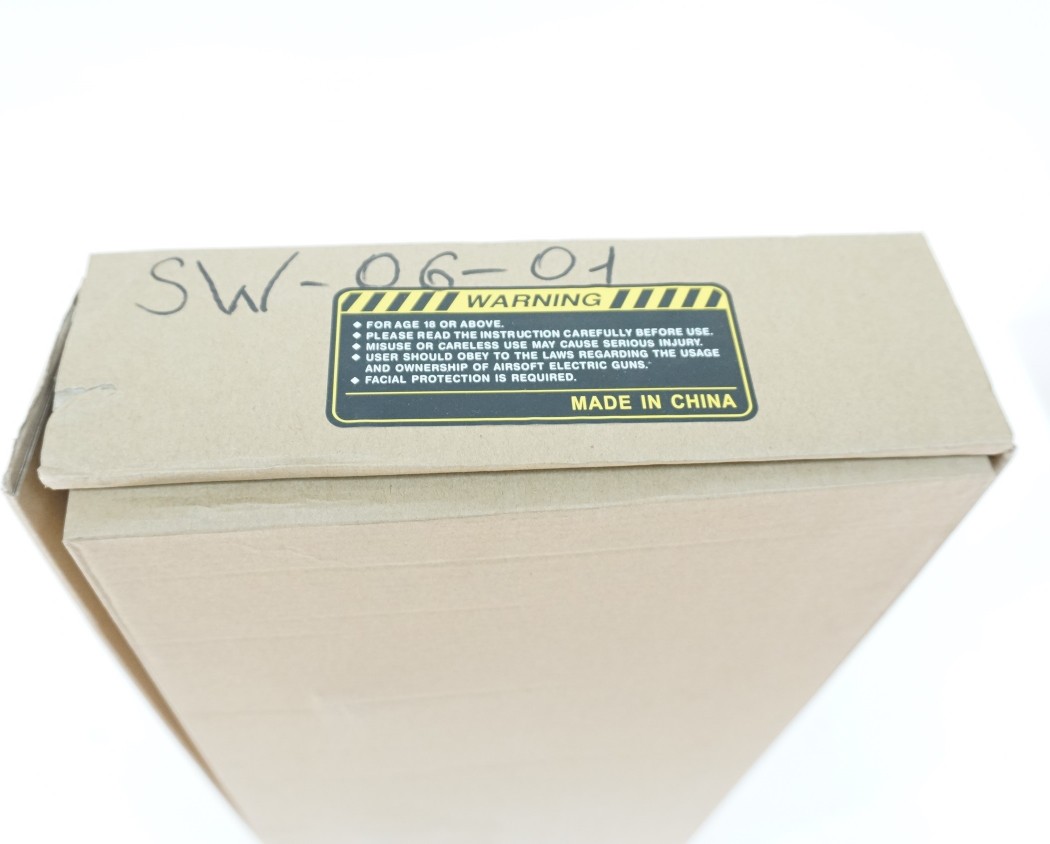 SW-06-01
WARNING
◆ FOR AGE 18 OR ABOVE.
◆ PLEASE READ THE INSTRUCTION CAREFULLY BEFORE USE.
◆ MISUSE OR CARELESS USE MAY CAUSE SERIOUS INJURY.
◆ USER SHOULD OBEY TO THE LAWS REGARDING THE USAGE
AND OWNERSHIP OF AIRSOFT ELECTRIC GUNS.
◆ FACIAL PROTECTION IS REQUIRED.
MADE IN CHINA